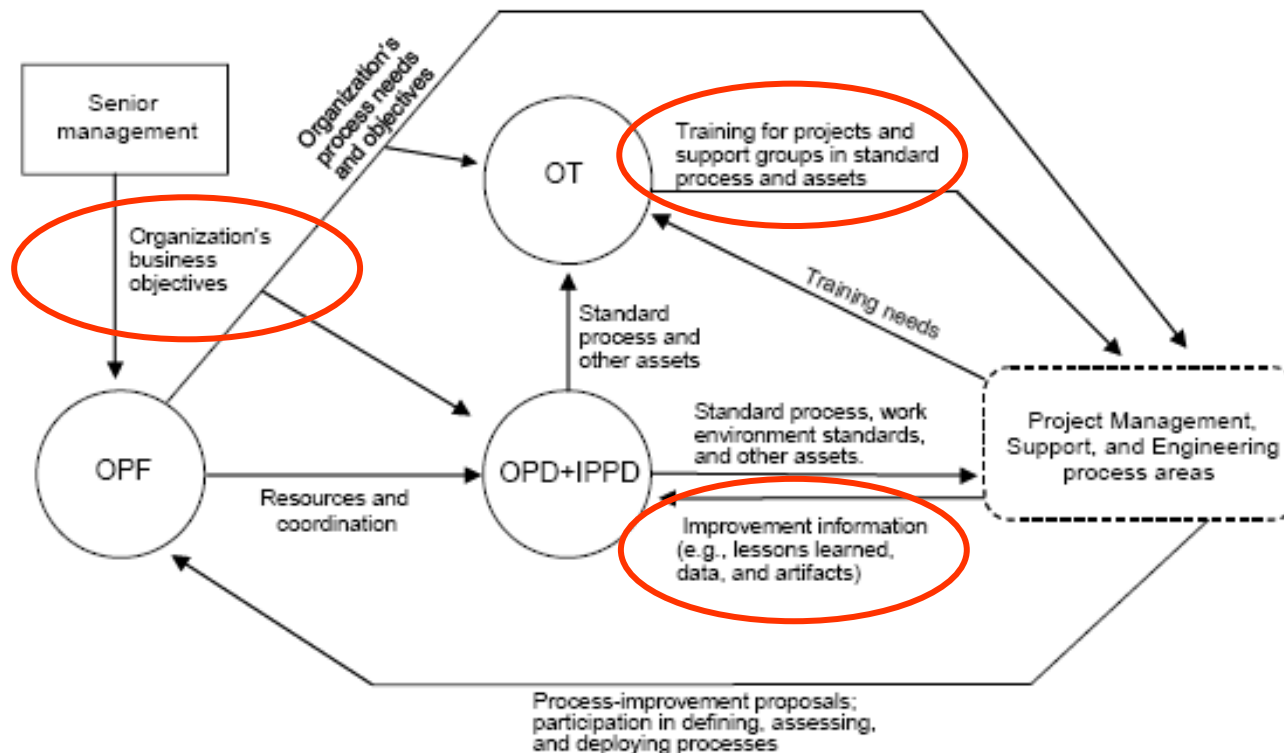 Senior
management
Organization's
process needs
and objectives
OT
Training for projects and
support groups in standard
process and assets
Organization's
business
objectives
Training needs
Standard
process and
other assets
OPF
Resources and
coordination
OPD+IPPD
Standard process, work
environment standards,
and other assets.
Improvement information
(e.g., lessons learned,
data, and artifacts)
Project Management,
Support, and Engineering
process areas
Process-improvement proposals;
participation in defining, assessing,
and deploying processes